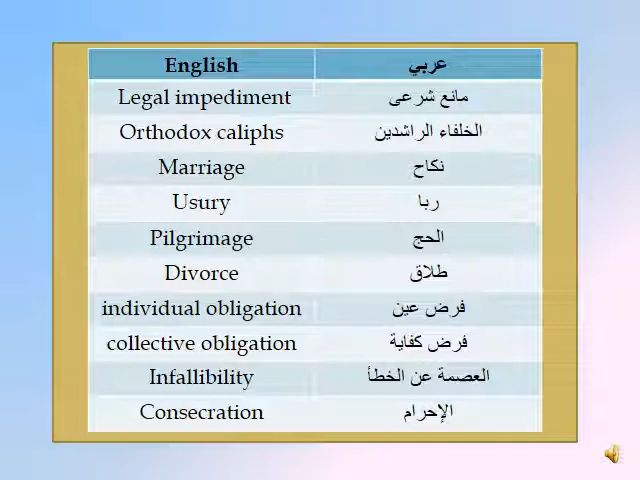 English عربي
Legal impediment مانع شرعى
Orthodox caliphs الخلفاء الراشدين
Marriage نكاح
Usury ربا
Pilgrimage الحج
Divorce طلاق
individual obligation فرض عين
collective obligation فرض كفاية
Infallibility العصمة عن الخطأ
Consecration الإحرام